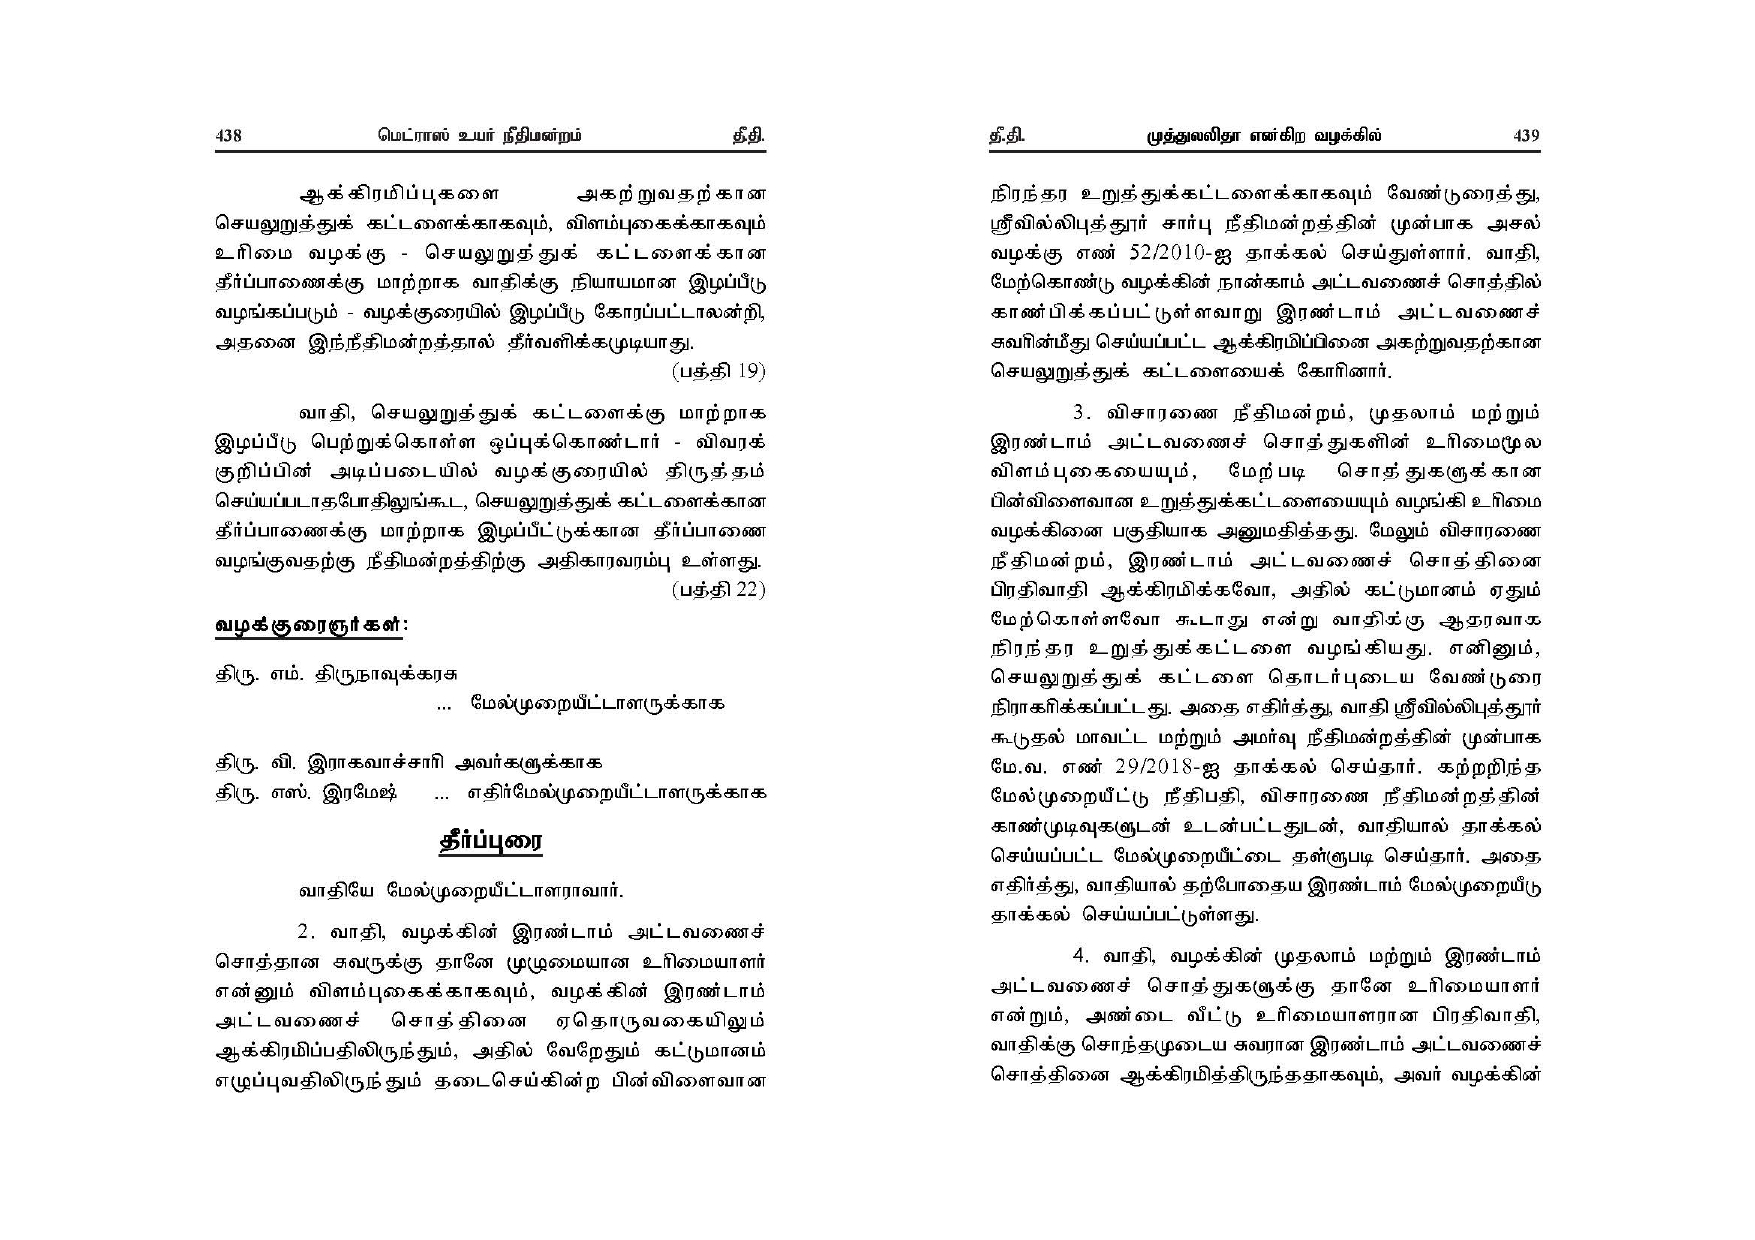 438 மெட்ராஸ் உயர் நீதிமன்றம் தீ.தி.
ஆக்கிரமிப்புகளை அகற்றுவதற்கான
செயலுறுத்துக் கட்டளைக்காகவும், விளம்புகைக்காகவும்
உரிமை வழக்கு - செயலுறுத்துக் கட்டளைக்கான
தீர்ப்பாணைக்கு மாற்றாக வாதிக்கு நியாயமான இழப்பீடு
வழங்கப்படும் - வழக்குரையில் இழப்பீடு கோரப்பட்டாலன்றி,
அதனை இந்நீதிமன்றத்தால் தீர்வளிக்கமுடியாது.
(பத்தி 19)
வாதி, செயலுறுத்துக் கட்டளைக்கு மாற்றாக
இழப்பீடு பெற்றுக்கொள்ள ஒப்புக்கொண்டார் - விவரக்
குறிப்பின் அடிப்படையில் வழக்குரையில் திருத்தம்
செய்யப்படாதபோதிலுங்கூட, செயலுறுத்துக் கட்டளைக்கான
தீர்ப்பாணைக்கு மாற்றாக இழப்பீட்டுக்கான தீர்ப்பாணை
வழங்குவதற்கு நீதிமன்றத்திற்கு அதிகாரவரம்பு உள்ளது.
(பத்தி 22)
வழக்குரைஞர்கள்:
திரு. எம். திருநாவுக்கரசு
... மேல்முறையீட்டாளருக்காக
திரு. வி. இராகவாச்சாரி அவர்களுக்காக
திரு. எஸ். இரமேஷ் ... எதிர்மேல்முறையீட்டாளருக்காக
தீர்ப்புரை
வாதியே மேல்முறையீட்டாளராவார்.
2. வாதி, வழக்கின் இரண்டாம் அட்டவணைச்
சொத்தான சுவருக்கு தானே முழுமையான உரிமையாளர்
என்னும் விளம்புகைக்காகவும், வழக்கின் இரண்டாம்
அட்டவணைச் சொத்தினை ஏதொருவகையிலும்
ஆக்கிரமிப்பதிலிருந்தும், அதில் வேறேதும் கட்டுமானம்
எழுப்புவதிலிருந்தும் தடைசெய்கின்ற பின்விளைவான
தீ.தி. முத்துலலிதா என்கிற வழக்கில் 439
நிரந்தர உறுத்துக்கட்டளைக்காகவும் வேண்டுரைத்து,
ஸ்ரீவில்லிபுத்தூர் சார்பு நீதிமன்றத்தின் முன்பாக அசல்
வழக்கு எண் 52/2010-ஐ தாக்கல் செய்துள்ளார். வாதி,
மேற்கொண்டு வழக்கின் நான்காம் அட்டவணைச் சொத்தில்
காண்பிக்கப்பட்டுள்ளவாறு இரண்டாம் அட்டவணைச்
சுவரின்மீது செய்யப்பட்ட ஆக்கிரமிப்பினை அகற்றுவதற்கான
செயலுறுத்துக் கட்டளையைக் கோரினார்.
3. விசாரணை நீதிமன்றம், முதலாம் மற்றும்
இரண்டாம் அட்டவணைச் சொத்துகளின் உரிமைமூல
விளம்புகையையும், மேற்படி சொத்துகளுக்கான
பின்விளைவான உறுத்துக்கட்டளையையும் வழங்கி உரிமை
வழக்கினை பகுதியாக அனுமதித்தது. மேலும் விசாரணை
நீதிமன்றம், இரண்டாம் அட்டவணைச் சொத்தினை
பிரதிவாதி ஆக்கிரமிக்கவோ, அதில் கட்டுமானம் ஏதும்
மேற்கொள்ளவோ கூடாது என்று வாதிக்கு ஆதரவாக
நிரந்தர உறுத்துக்கட்டளை வழங்கியது. எனினும்,
செயலுறுத்துக் கட்டளை தொடர்புடைய வேண்டுரை
நிராகரிக்கப்பட்டது. அதை எதிர்த்து, வாதி ஸ்ரீவில்லிபுத்தூர்
கூடுதல் மாவட்ட மற்றும் அமர்வு நீதிமன்றத்தின் முன்பாக
மே.வ. எண் 29/2018-ஐ தாக்கல் செய்தார். கற்றறிந்த
மேல்முறையீட்டு நீதிபதி, விசாரணை நீதிமன்றத்தின்
காண்முடிவுகளுடன் உடன்பட்டதுடன், வாதியால் தாக்கல்
செய்யப்பட்ட மேல்முறையீட்டை தள்ளுபடி செய்தார். அதை
எதிர்த்து, வாதியால் தற்போதைய இரண்டாம் மேல்முறையீடு
தாக்கல் செய்யப்பட்டுள்ளது.
4. வாதி, வழக்கின் முதலாம் மற்றும் இரண்டாம்
அட்டவணைச் சொத்துகளுக்கு தானே உரிமையாளர்
என்றும், அண்டை வீட்டு உரிமையாளரான பிரதிவாதி,
வாதிக்கு சொந்தமுடைய சுவரான இரண்டாம் அட்டவணைச்
சொத்தினை ஆக்கிரமித்திருந்ததாகவும், அவர் வழக்கின்